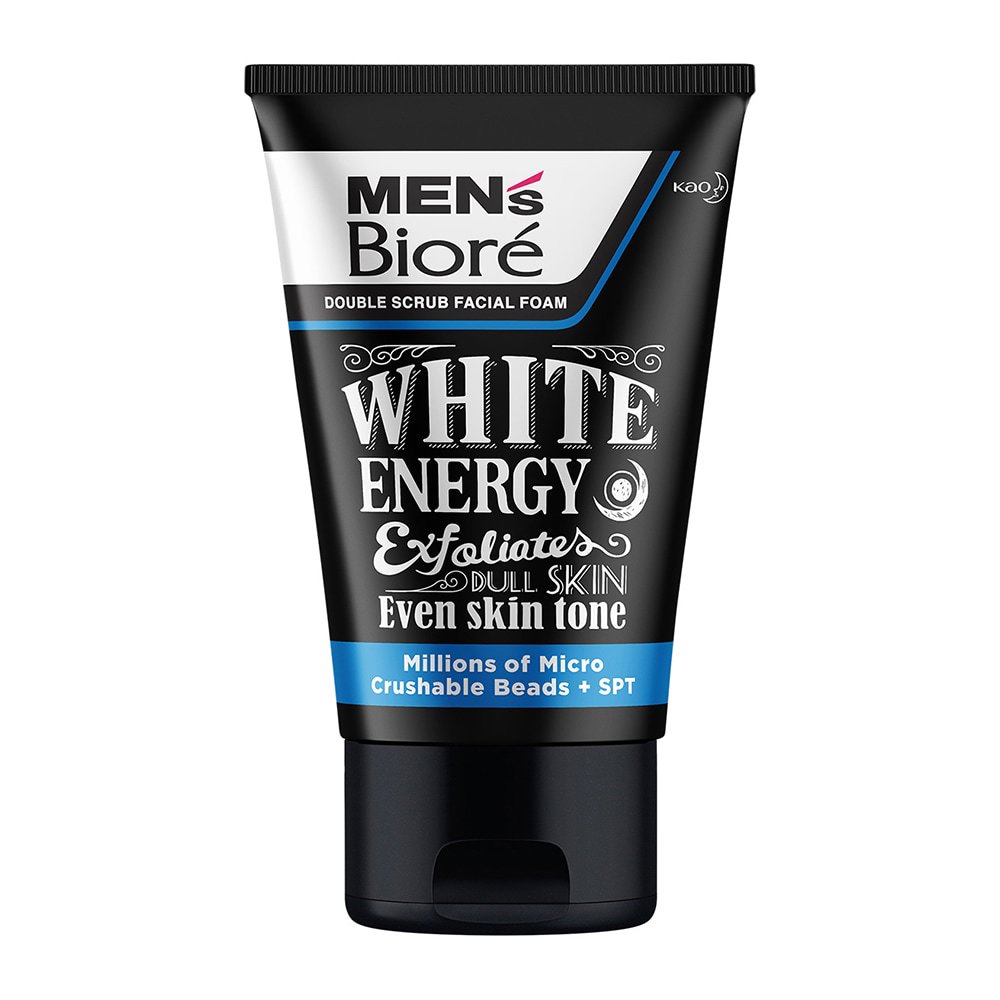 MEN's
Bioré
Kao
DOUBLE SCRUB FACIAL FOAM
WHITE
ENERGY
Exfoliates
DULL SKIN
Even skin tone
Millions of Micro
Crushable Beads + SPT